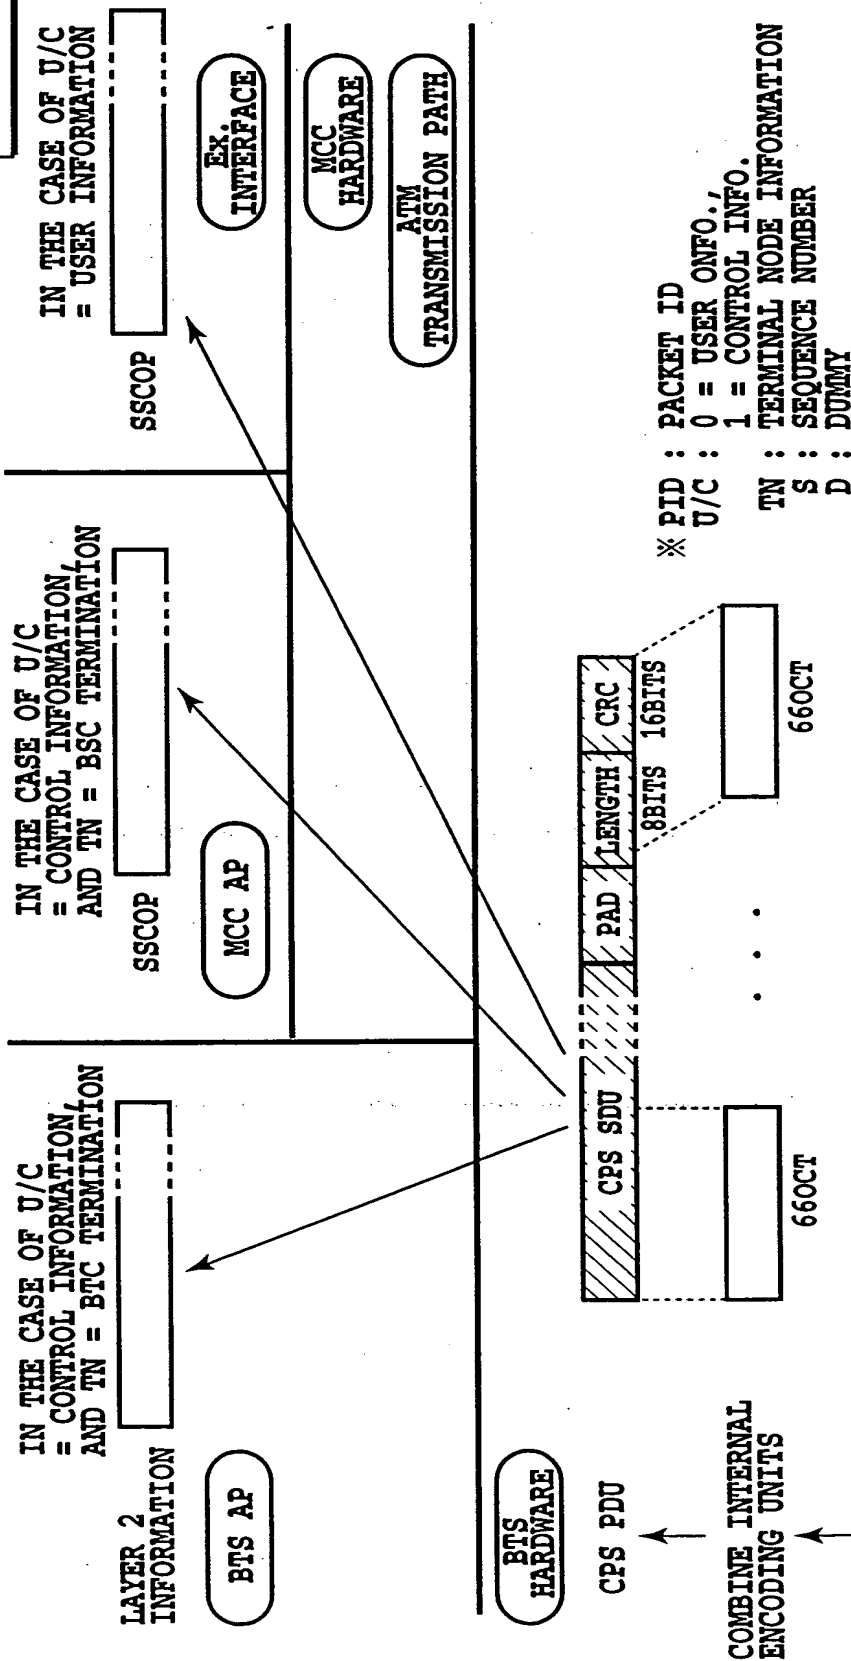 IN THE CASE OF U/C
= CONTROL INFORMATION,
AND TN = BTC TERMINATION
LAYER 2
INFORMATION
BTS AP
IN THE CASE OF U/C
= CONTROL INFORMATION,
AND TN = BSC TERMINATION
SSCOP
MCC AP
IN THE CASE OF U/C
= USER INFORMATION
SSCOP
Ex.
INTERFACE
MCC
HARDWARE
ATM
TRANSMISSION PATH
BTS
HARDWARE
CPS PDU
CPS SDU
PAD
LENGTH
CRC
8BITS
16BITS
COMBINE INTERNAL
ENCODING UNITS
66OCT
. . .
66OCT
※ PID : PACKET ID
U/C : 0 = USER ONFO.,
1 = CONTROL INFO.
TN : TERMINAL NODE INFORMATION
S : SEQUENCE NUMBER
D : DUMMY